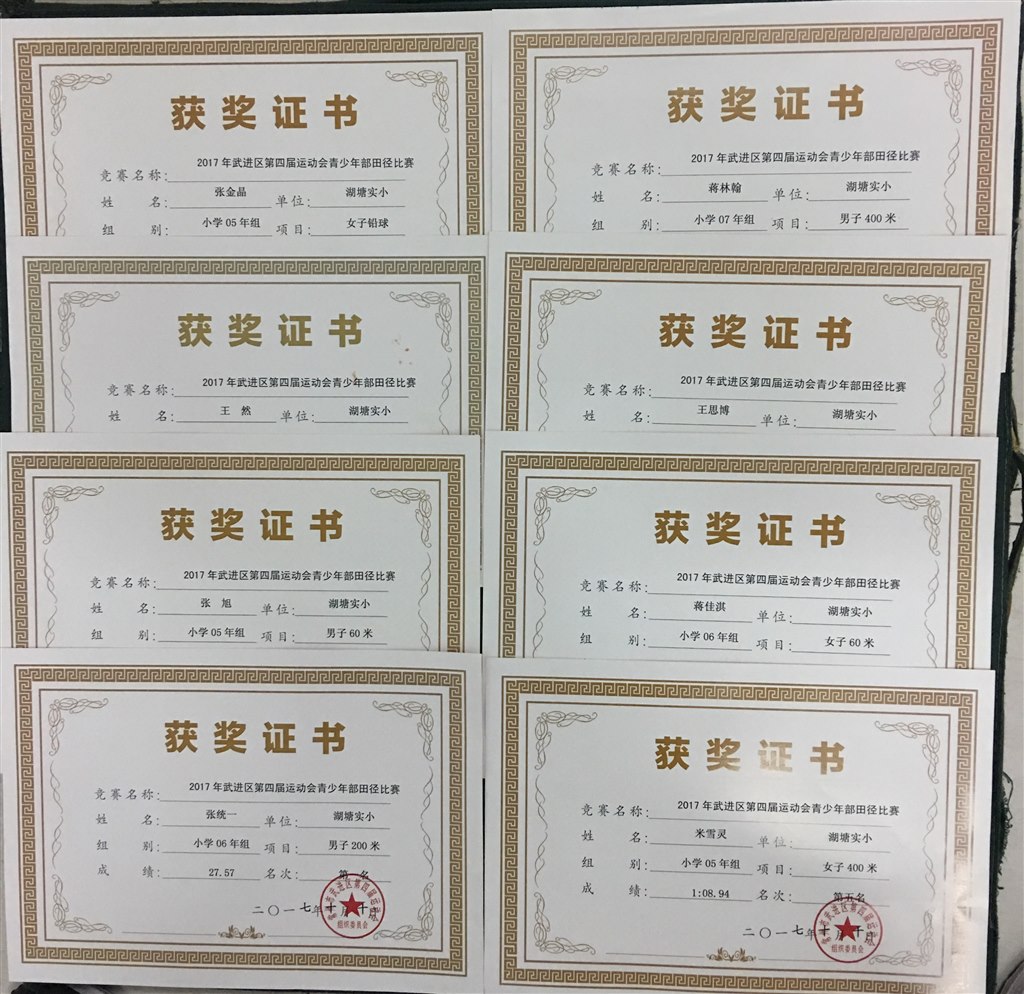 获奖证书
竞赛名称: 2017年武进区第四届运动会青少年部田径比赛
姓 名: 张金晶 单位: 湖塘实小
组 别: 小学05年组 项目: 女子铅球
获奖证书
竞赛名称: 2017年武进区第四届运动会青少年部田径比赛
姓 名: 蒋林翰 单位: 湖塘实小
组 别: 小学07年组 项目: 男子400米
获奖证书
竞赛名称: 2017年武进区第四届运动会青少年部田径比赛
姓 名: 王 然 单位: 湖塘实小
获奖证书
竞赛名称: 2017年武进区第四届运动会青少年部田径比赛
姓 名: 王思博 单位: 湖塘实小
获奖证书
竞赛名称: 2017年武进区第四届运动会青少年部田径比赛
姓 名: 张 旭 单位: 湖塘实小
组 别: 小学05年组 项目: 男子60米
获奖证书
竞赛名称: 2017年武进区第四届运动会青少年部田径比赛
姓 名: 蒋佳淇 单位: 湖塘实小
组 别: 小学06年组 项目: 女子60米
获奖证书
竞赛名称: 2017年武进区第四届运动会青少年部田径比赛
姓 名: 张统一 单位: 湖塘实小
组 别: 小学06年组 项目: 男子200米
成 绩: 27.57 名次: 第一名
二〇一七年十月
组织委员会
获奖证书
竞赛名称: 2017年武进区第四届运动会青少年部田径比赛
姓 名: 米雪灵 单位: 湖塘实小
组 别: 小学05年组 项目: 女子400米
成 绩: 1:08.94 名次: 第五名
二〇一七年十月
组织委员会